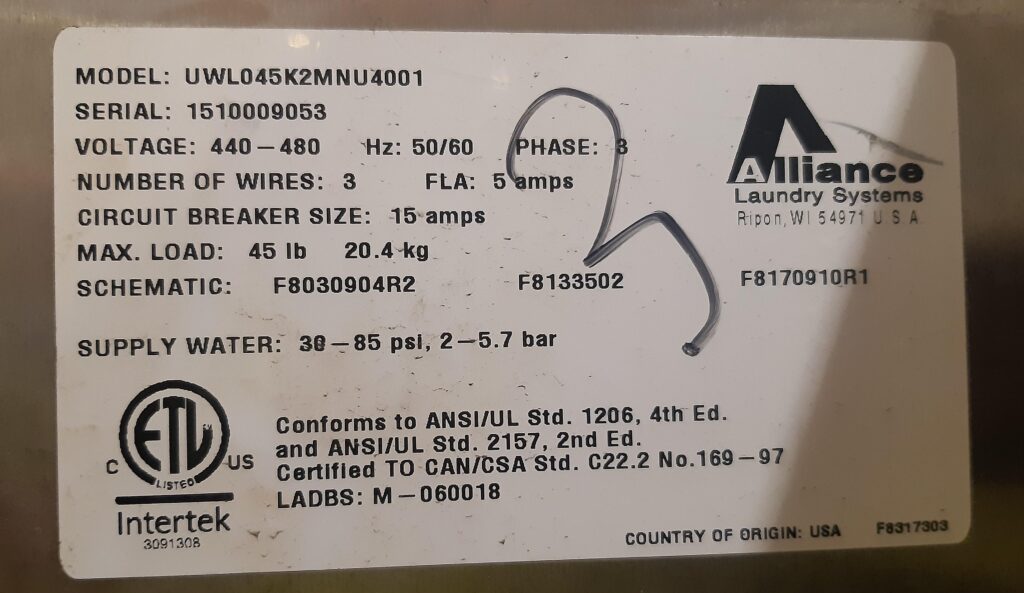 MODEL: UWL045K2MNU4001
SERIAL: 1510009053
VOLTAGE: 440-480 Hz: 50/60 PHASE: 3
NUMBER OF WIRES: 3 FLA: 5 amps
CIRCUIT BREAKER SIZE: 15 amps
MAX. LOAD: 45 lb 20.4 kg
SCHEMATIC: F8030904R2 F8133502 F8170910R1
SUPPLY WATER: 30-85 psi, 2-5.7 bar
Alliance
Laundry Systems
Ripon, WI 54971 U.S.A.
3
ETL
C US
LISTED
Intertek
3091308
Conforms to ANSI/UL Std. 1206, 4th Ed.
and ANSI/UL Std. 2157, 2nd Ed.
Certified TO CAN/CSA Std. C22.2 No.169-97
LADBS: M-060018
COUNTRY OF ORIGIN: USA F8317303